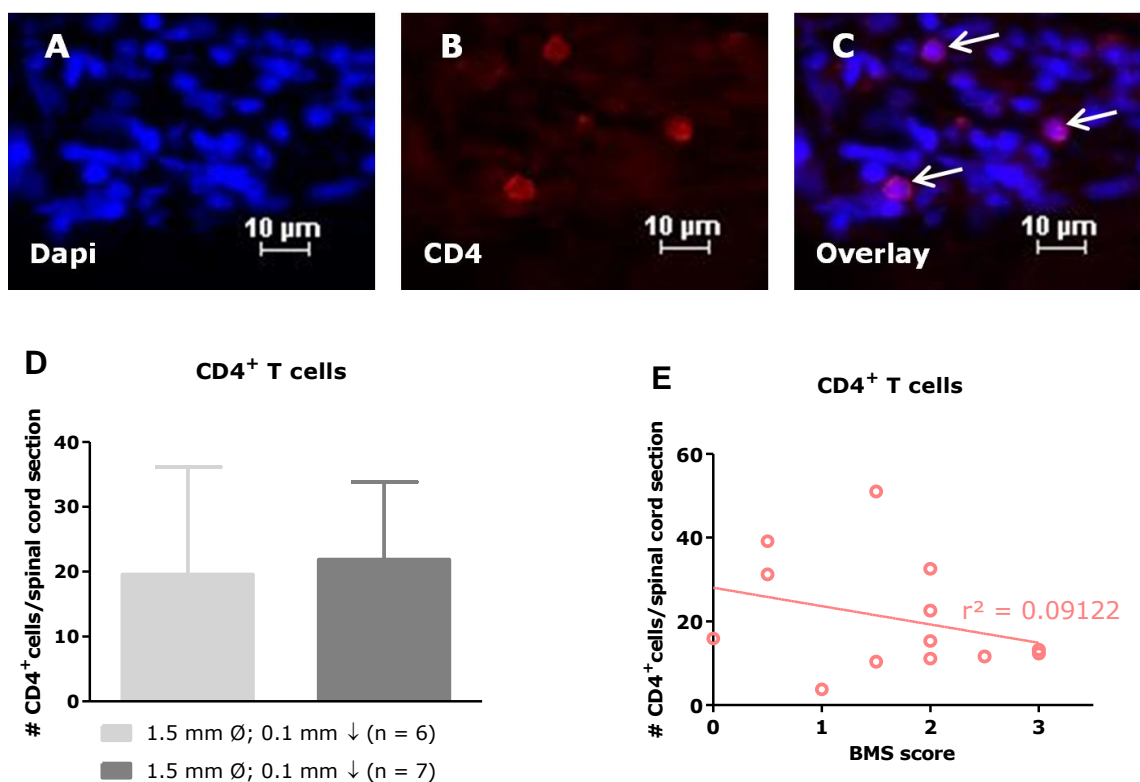 A
10 µm
Dapi
B
10 µm
CD4
C
10 µm
Overlay
D
CD4⁺ T cells
# CD4⁺cells/spinal cord section
40
30
20
10
0
1.5 mm Ø; 0.1 mm ↓ (n = 6)
1.5 mm Ø; 0.1 mm ↓ (n = 7)
E
CD4⁺ T cells
# CD4⁺cells/spinal cord section
60
40
20
0
r² = 0.09122
0 1 2 3
BMS score